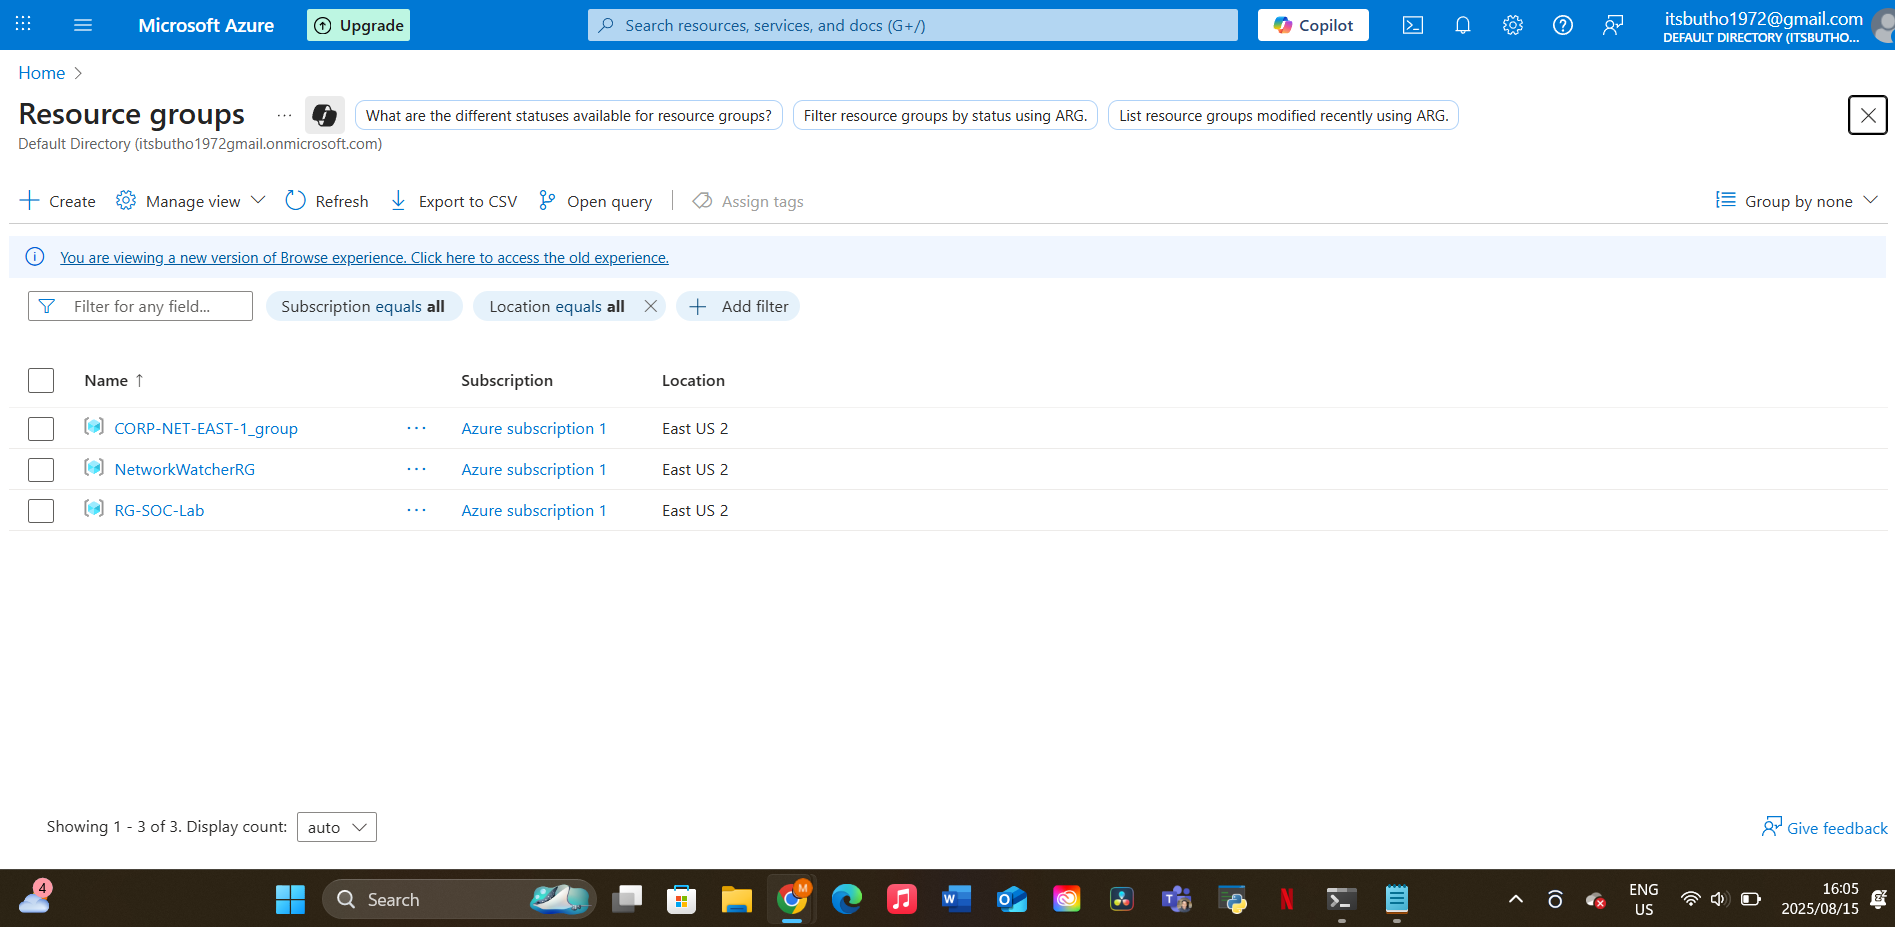 Microsoft Azure
Upgrade
Search resources, services, and docs (G+/)
Copilot
itsbutho1972@gmail.com
DEFAULT DIRECTORY (ITSBUTHO...
Home
Resource groups
...
What are the different statuses available for resource groups?
Filter resource groups by status using ARG.
List resource groups modified recently using ARG.
Default Directory (itsbutho1972gmail.onmicrosoft.com)
Create
Manage view
Refresh
Export to CSV
Open query
Assign tags
Group by none
You are viewing a new version of Browse experience. Click here to access the old experience.
Filter for any field...
Subscription equals all
Location equals all
Add filter
Name ↑ Subscription Location
CORP-NET-EAST-1_group ... Azure subscription 1 East US 2
NetworkWatcherRG ... Azure subscription 1 East US 2
RG-SOC-Lab ... Azure subscription 1 East US 2
Showing 1 - 3 of 3. Display count: auto
Give feedback
4
Search
M
ENG
US
16:05
2025/08/15